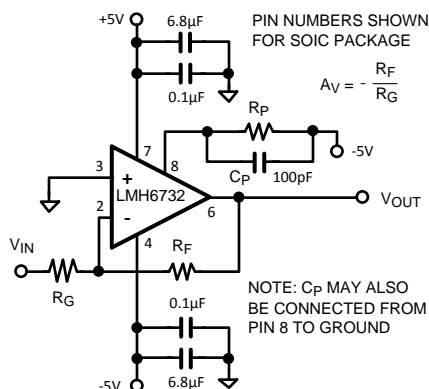 +5V
6.8µF
0.1µF
PIN NUMBERS SHOWN
FOR SOIC PACKAGE
AV = - RF
RG
RP
-5V
CP 100pF
7
8
3
+
LMH6732
2
-
6
4
VOUT
VIN
RG
RF
0.1µF
6.8µF
-5V
NOTE: CP MAY ALSO
BE CONNECTED FROM
PIN 8 TO GROUND